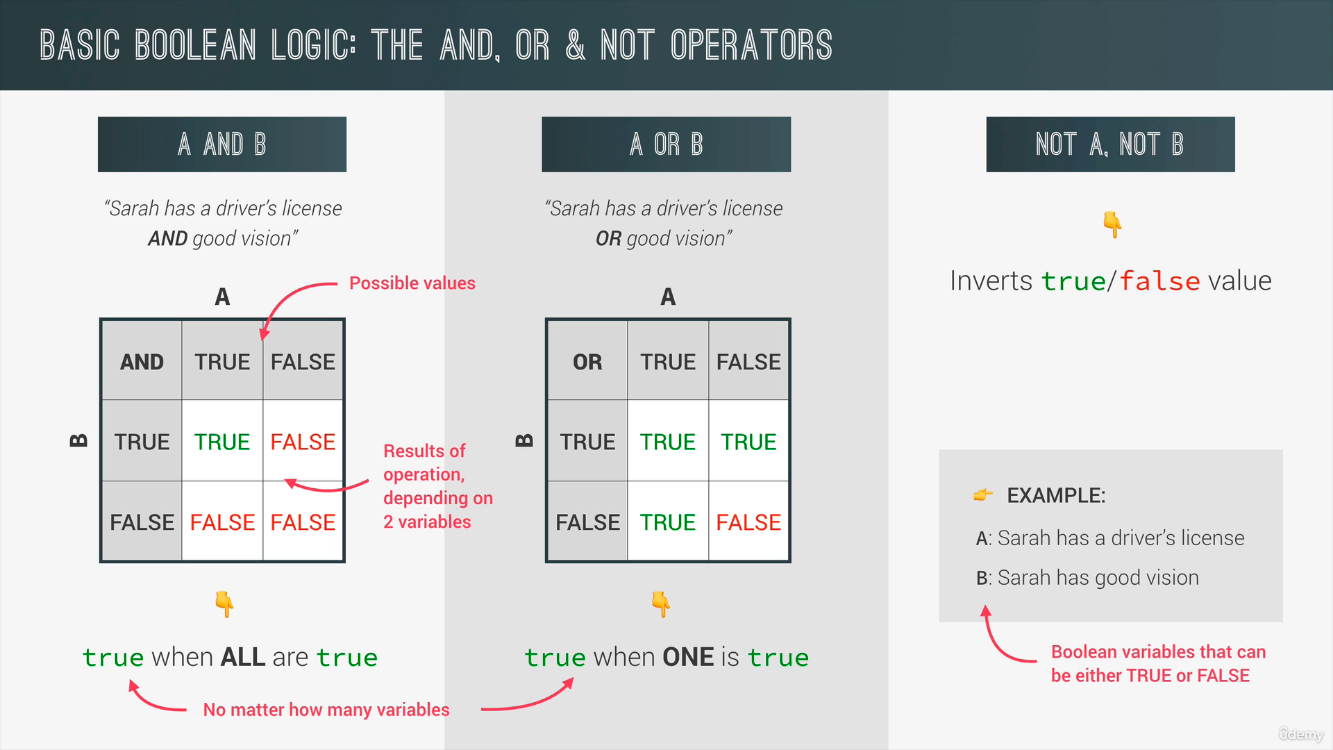 BASIC BOOLEAN LOGIC: THE AND, OR & NOT OPERATORS
A AND B
“Sarah has a driver’s license
AND good vision”
Possible values
A
AND TRUE FALSE
B
TRUE TRUE FALSE
FALSE FALSE FALSE
Results of
operation,
depending on
2 variables
true when ALL are true
No matter how many variables
A OR B
“Sarah has a driver’s license
OR good vision”
A
OR TRUE FALSE
B
TRUE TRUE TRUE
FALSE TRUE FALSE
true when ONE is true
NOT A, NOT B
Inverts true/false value
EXAMPLE:
A: Sarah has a driver’s license
B: Sarah has good vision
Boolean variables that can
be either TRUE or FALSE
ûdemy